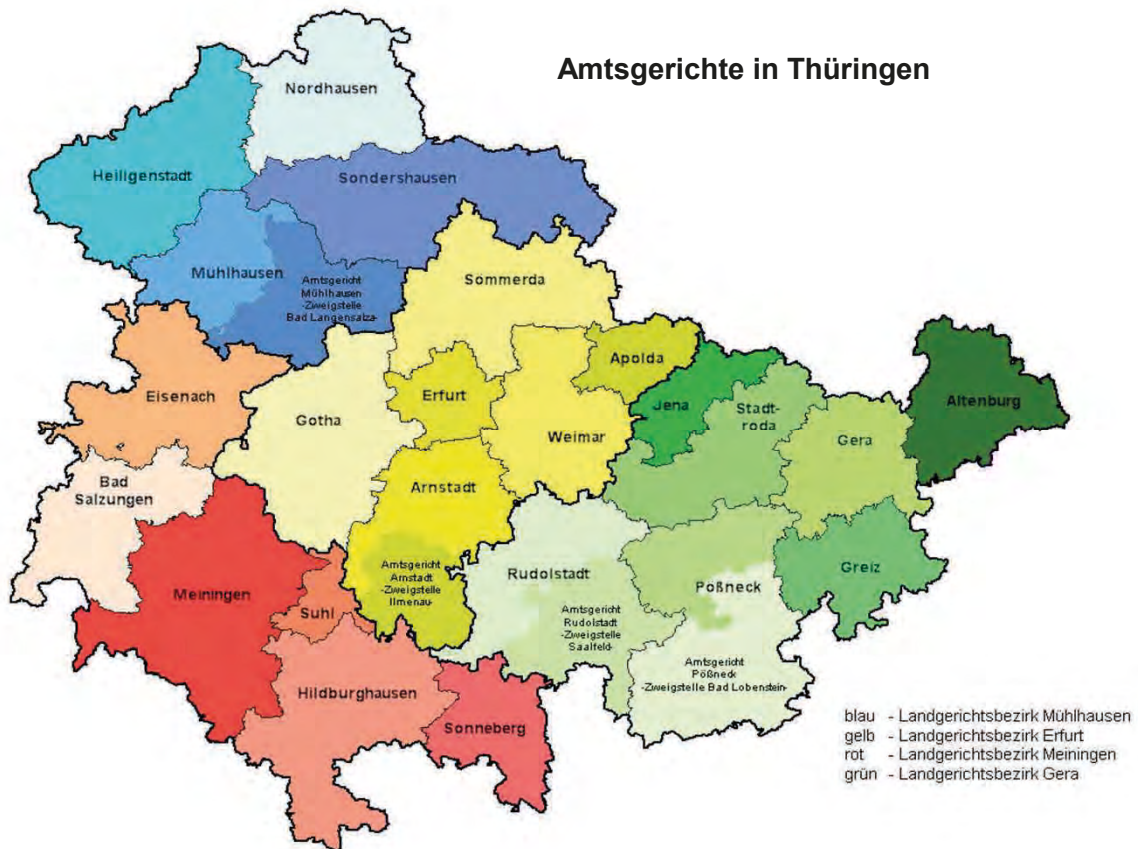 Amtsgerichte in Thüringen
Nordhausen
Heiligenstadt
Sondershausen
Mühlhausen
Amtsgericht
Mühlhausen
-Zweigstelle
Bad Langensalza-
Sömmerda
Eisenach
Gotha
Erfurt
Apolda
Weimar
Jena
Stadt-
roda
Gera
Altenburg
Bad
Salzungen
Arnstadt
Amtsgericht
Arnstadt
-Zweigstelle
Ilmenau-
Meiningen
Suhl
Rudolstadt
Amtsgericht
Rudolstadt
-Zweigstelle
Saalfeld-
Pößneck
Greiz
Amtsgericht
Pößneck
-Zweigstelle Bad Lobenstein-
Hildburghausen
Sonneberg
blau - Landgerichtsbezirk Mühlhausen
gelb - Landgerichtsbezirk Erfurt
rot - Landgerichtsbezirk Meiningen
grün - Landgerichtsbezirk Gera